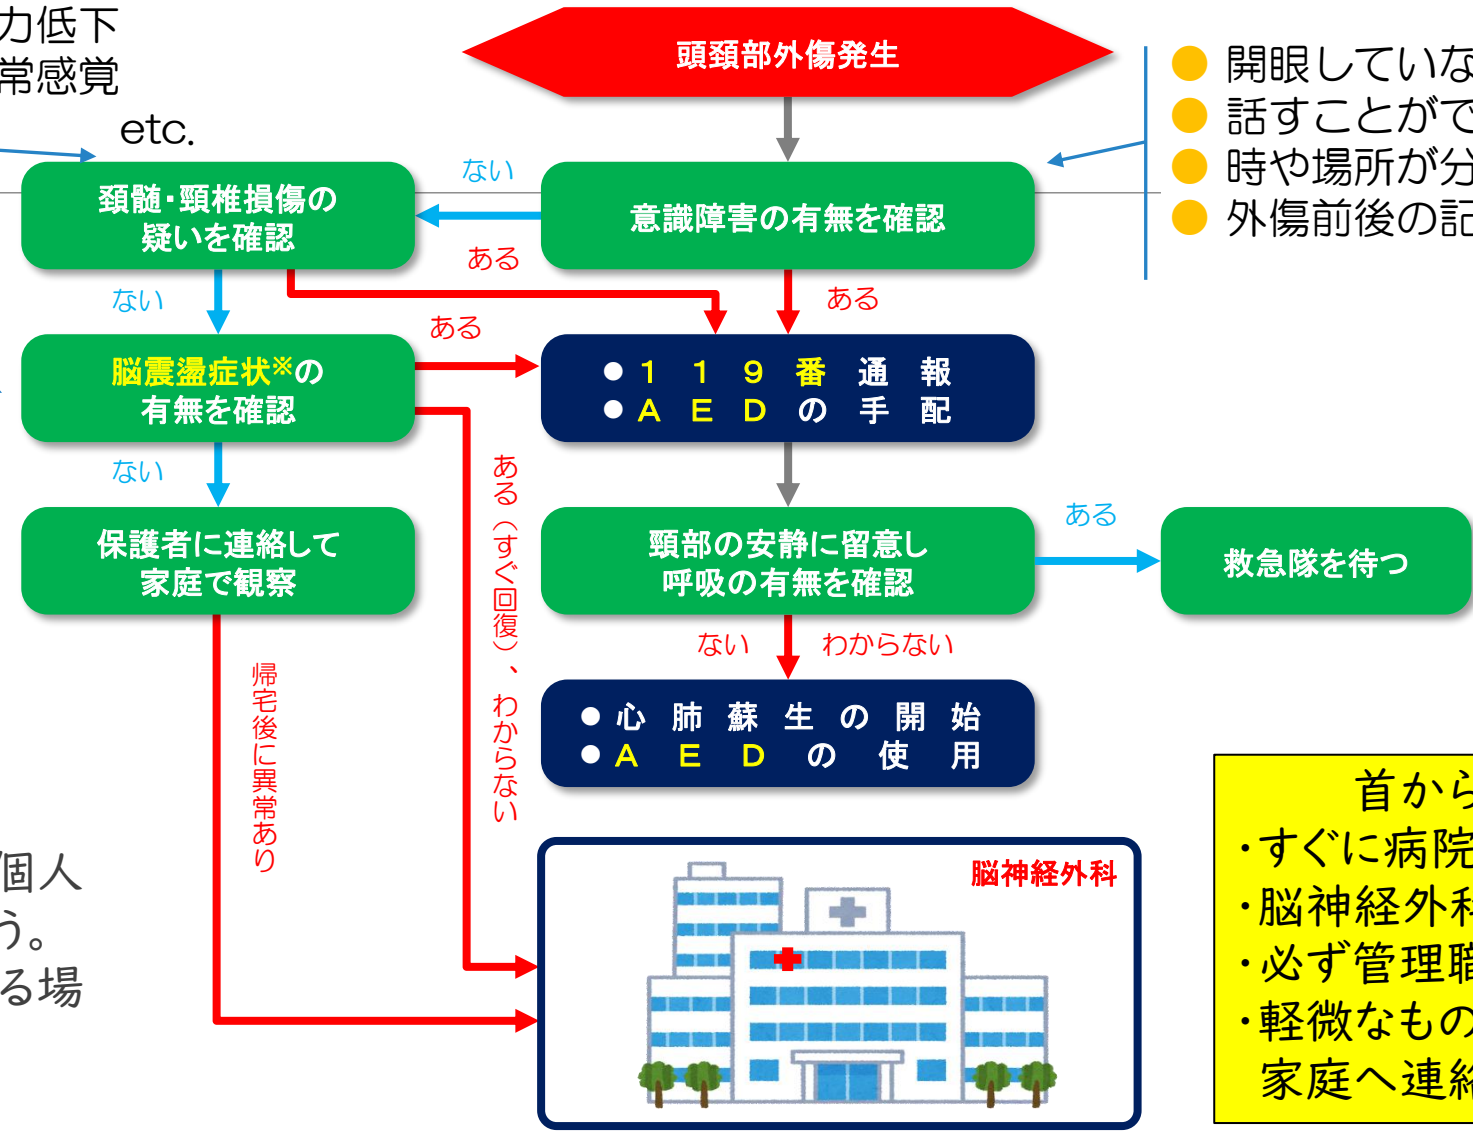 力低下
常感覚
etc.
頭頚部外傷発生
開眼していな
話すことがで
時や場所が分
外傷前後の記
頚髄・頸椎損傷の
疑いを確認
ない
意識障害の有無を確認
ある
ない
ある
ある
脳震盪症状※の
有無を確認
●119番通報
●AEDの手配
ない
ある（すぐ回復）、わからない
保護者に連絡して
家庭で観察
頸部の安静に留意し
呼吸の有無を確認
ある
救急隊を待つ
ない わからない
帰宅後に異常あり
●心肺蘇生の開始
●AEDの使用
脳神経外科
個人
う。
る場
首から
・すぐに病院
・脳神経外科
・必ず管理職
・軽微なもの
家庭へ連絡